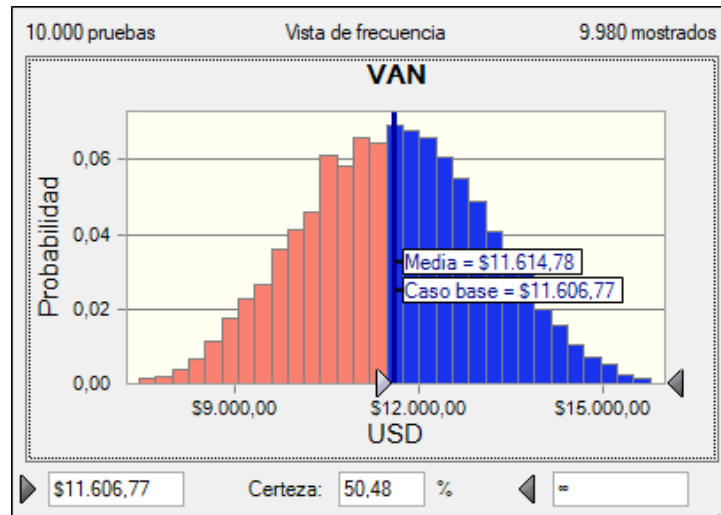 10.000 pruebas Vista de frecuencia 9.980 mostrados
VAN
0,06
0,04
0,02
0,00
Probabilidad
Media = $11.614,78
Caso base = $11.606,77
$9.000,00 $12.000,00 $15.000,00
USD
$11.606,77 Certeza: 50,48 % ∞